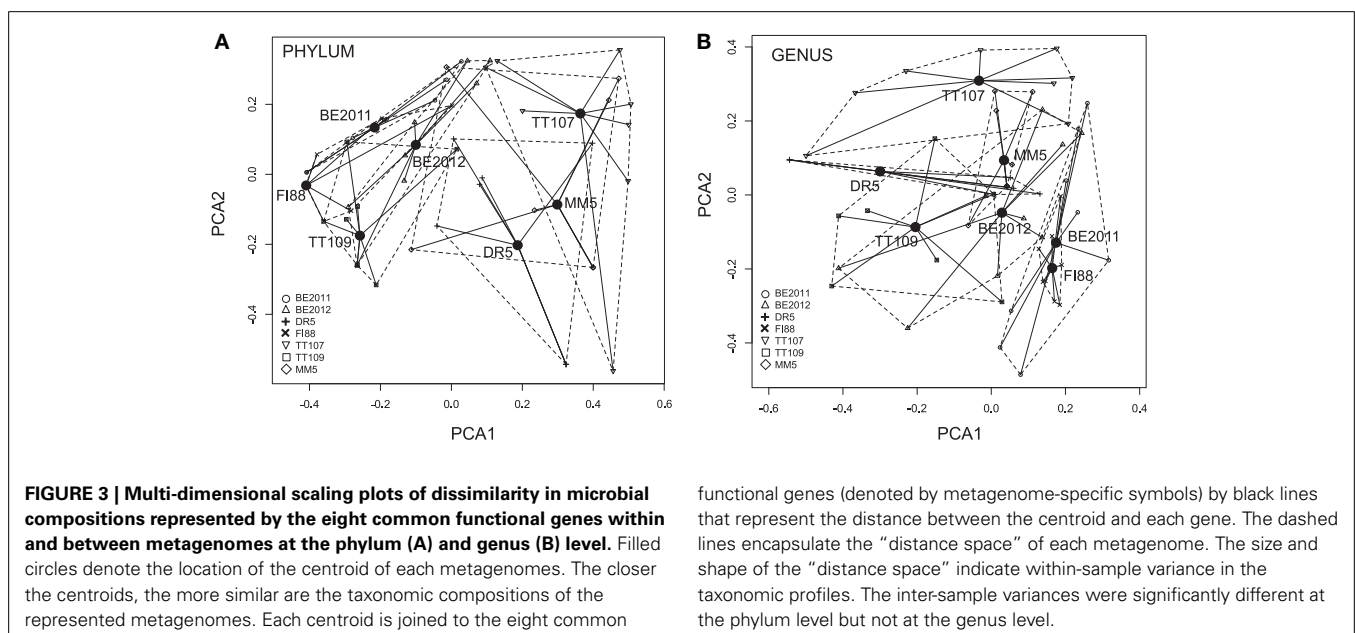 A
PHYLUM
BE2011
BE2012
FI88
TT109
TT107
MM5
DR5
BE2011
BE2012
DR5
FI88
TT107
TT109
MM5
PCA2
0.2
0.0
-0.2
-0.4
-0.4
-0.2
0.0
0.2
0.4
0.6
PCA1
B
GENUS
TT107
MM5
DR5
TT109
BE2012
BE2011
FI88
BE2011
BE2012
DR5
FI88
TT107
TT109
MM5
PCA2
0.4
0.2
0.0
-0.2
-0.4
-0.6
-0.4
-0.2
0.0
0.2
0.4
PCA1
FIGURE 3 | Multi-dimensional scaling plots of dissimilarity in microbial
compositions represented by the eight common functional genes within
and between metagenomes at the phylum (A) and genus (B) level. Filled
circles denote the location of the centroid of each metagenomes. The closer
the centroids, the more similar are the taxonomic compositions of the
represented metagenomes. Each centroid is joined to the eight common
functional genes (denoted by metagenome-specific symbols) by black lines
that represent the distance between the centroid and each gene. The dashed
lines encapsulate the “distance space” of each metagenome. The size and
shape of the “distance space” indicate within-sample variance in the
taxonomic profiles. The inter-sample variances were significantly different at
the phylum level but not at the genus level.